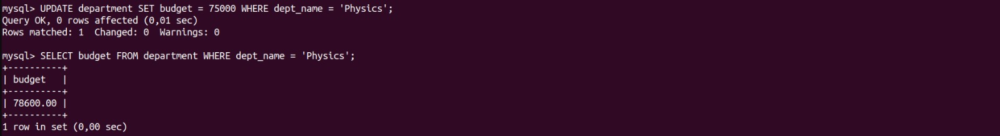 mysql> UPDATE department SET budget = 75000 WHERE dept_name = 'Physics';
Query OK, 0 rows affected (0,01 sec)
Rows matched: 1  Changed: 0  Warnings: 0

mysql> SELECT budget FROM department WHERE dept_name = 'Physics';
+----------+
| budget   |
+----------+
| 78600.00 |
+----------+
1 row in set (0,00 sec)